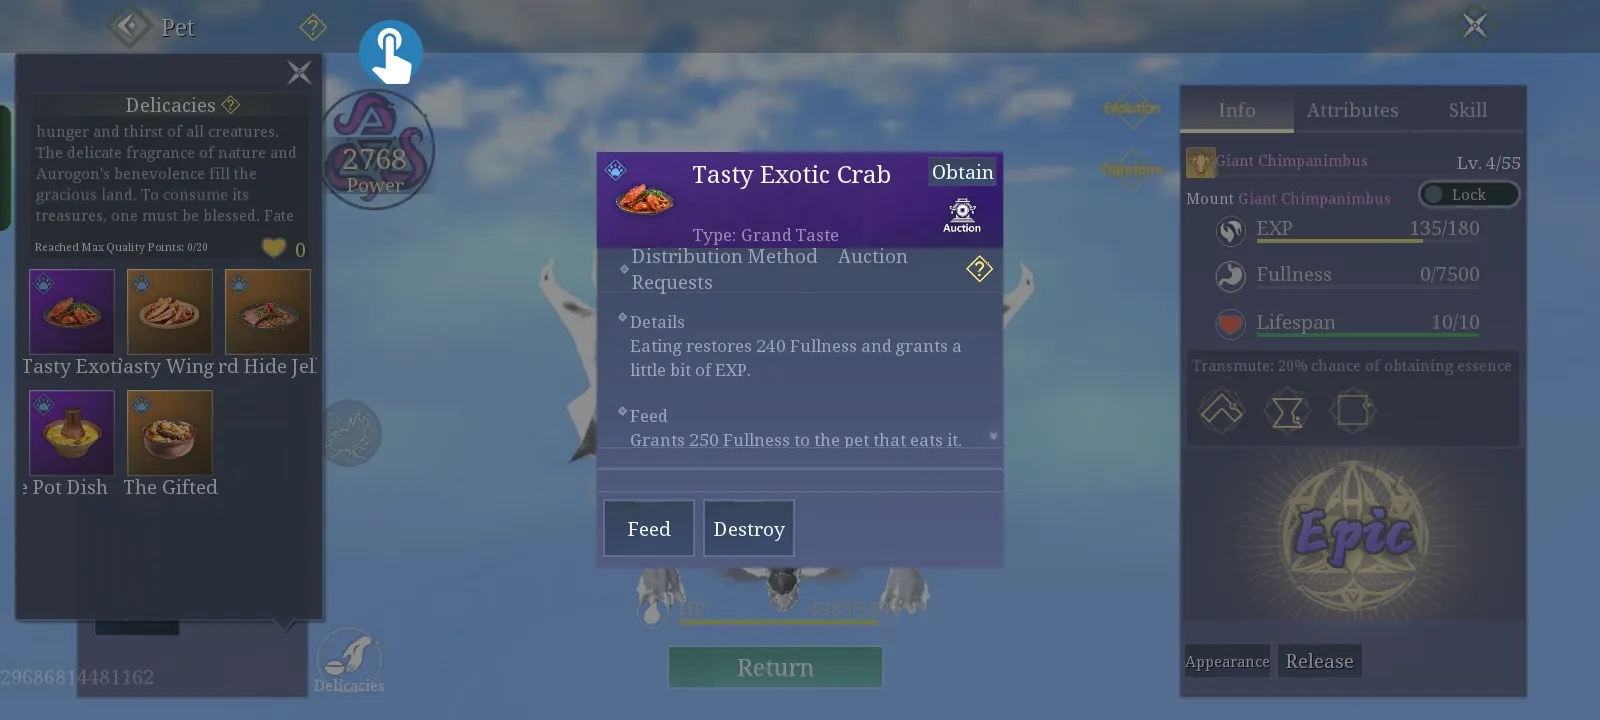 Pet
?
Delicacies ?
hunger and thirst of all creatures.
The delicate fragrance of nature and
Aurogon's benevolence fill the
gracious land. To consume its
treasures, one must be blessed. Fate
Reached Max Quality Points: 0/20
0
Tasty Exoti
asty Wing
rd Hide Jel
e Pot Dish
The Gifted
29686814481162
Delicacies
2768
Power
Tasty Exotic Crab
Obtain
Auction
Type: Grand Taste
Distribution Method Auction
Requests
?
Details
Eating restores 240 Fullness and grants a
little bit of EXP.
Feed
Grants 250 Fullness to the pet that eats it.
Feed
Destroy
HP
Return
Evolution
Transform
Info
Attributes
Skill
Giant Chimpanimbus
Lv. 4/55
Mount Giant Chimpanimbus
Lock
EXP 135/180
Fullness 0/7500
Lifespan 10/10
Transmute: 20% chance of obtaining essence
Epic
Appearance
Release